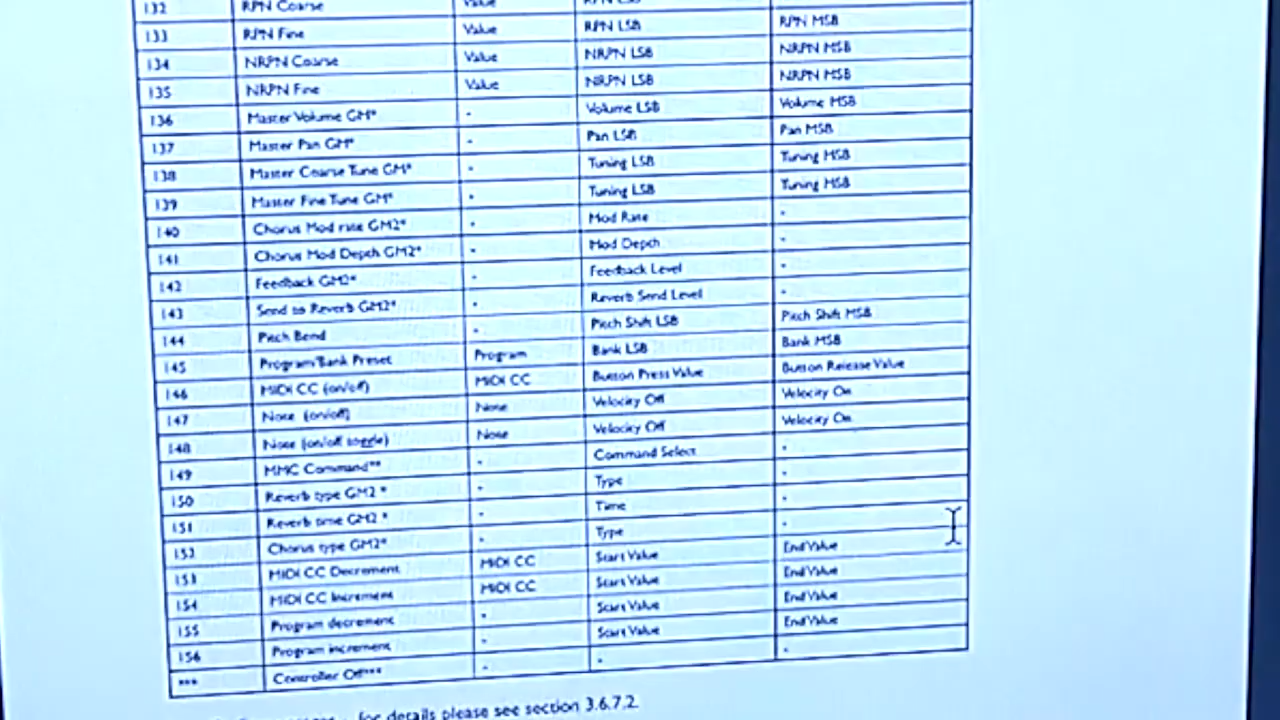 132 RPN Coarse Value RPN LSB
133 RPN Fine Value RPN LSB RPN MSB
134 NRPN Coarse Value NRPN LSB NRPN MSB
135 NRPN Fine Value NRPN LSB NRPN MSB
136 Master Volume GM* - Volume LSB Volume MSB
137 Master Pan GM* - Pan LSB Pan MSB
138 Master Coarse Tune GM* - Tuning LSB Tuning MSB
139 Master Fine Tune GM* - Tuning LSB Tuning MSB
140 Chorus Mod rate GM2* - Mod Rate -
141 Chorus Mod Depth GM2* - Mod Depth -
142 Feedback GM2* - Feedback Level -
143 Send to Reverb GM2* - Reverb Send Level -
144 Pitch Bend - Pitch Shift LSB Pitch Shift MSB
145 Program/Bank Preset Program Bank LSB Bank MSB
146 MIDI CC (on/off) MIDI CC Button Press Value Button Release Value
147 Note (on/off) Note Velocity Off Velocity On
148 Note (on/off toggle) Note Velocity Off Velocity On
149 MMC Command** - Command Select -
150 Reverb type GM2 * - Type -
151 Reverb time GM2 * - Time -
152 Chorus type GM2* - Type -
153 MIDI CC Decrement MIDI CC Start Value End Value
154 MIDI CC Increment MIDI CC Start Value End Value
155 Program decrement - Start Value End Value
156 Program increment - Start Value End Value
*** Controller Off*** - - -
for details please see section 3.6.7.2.